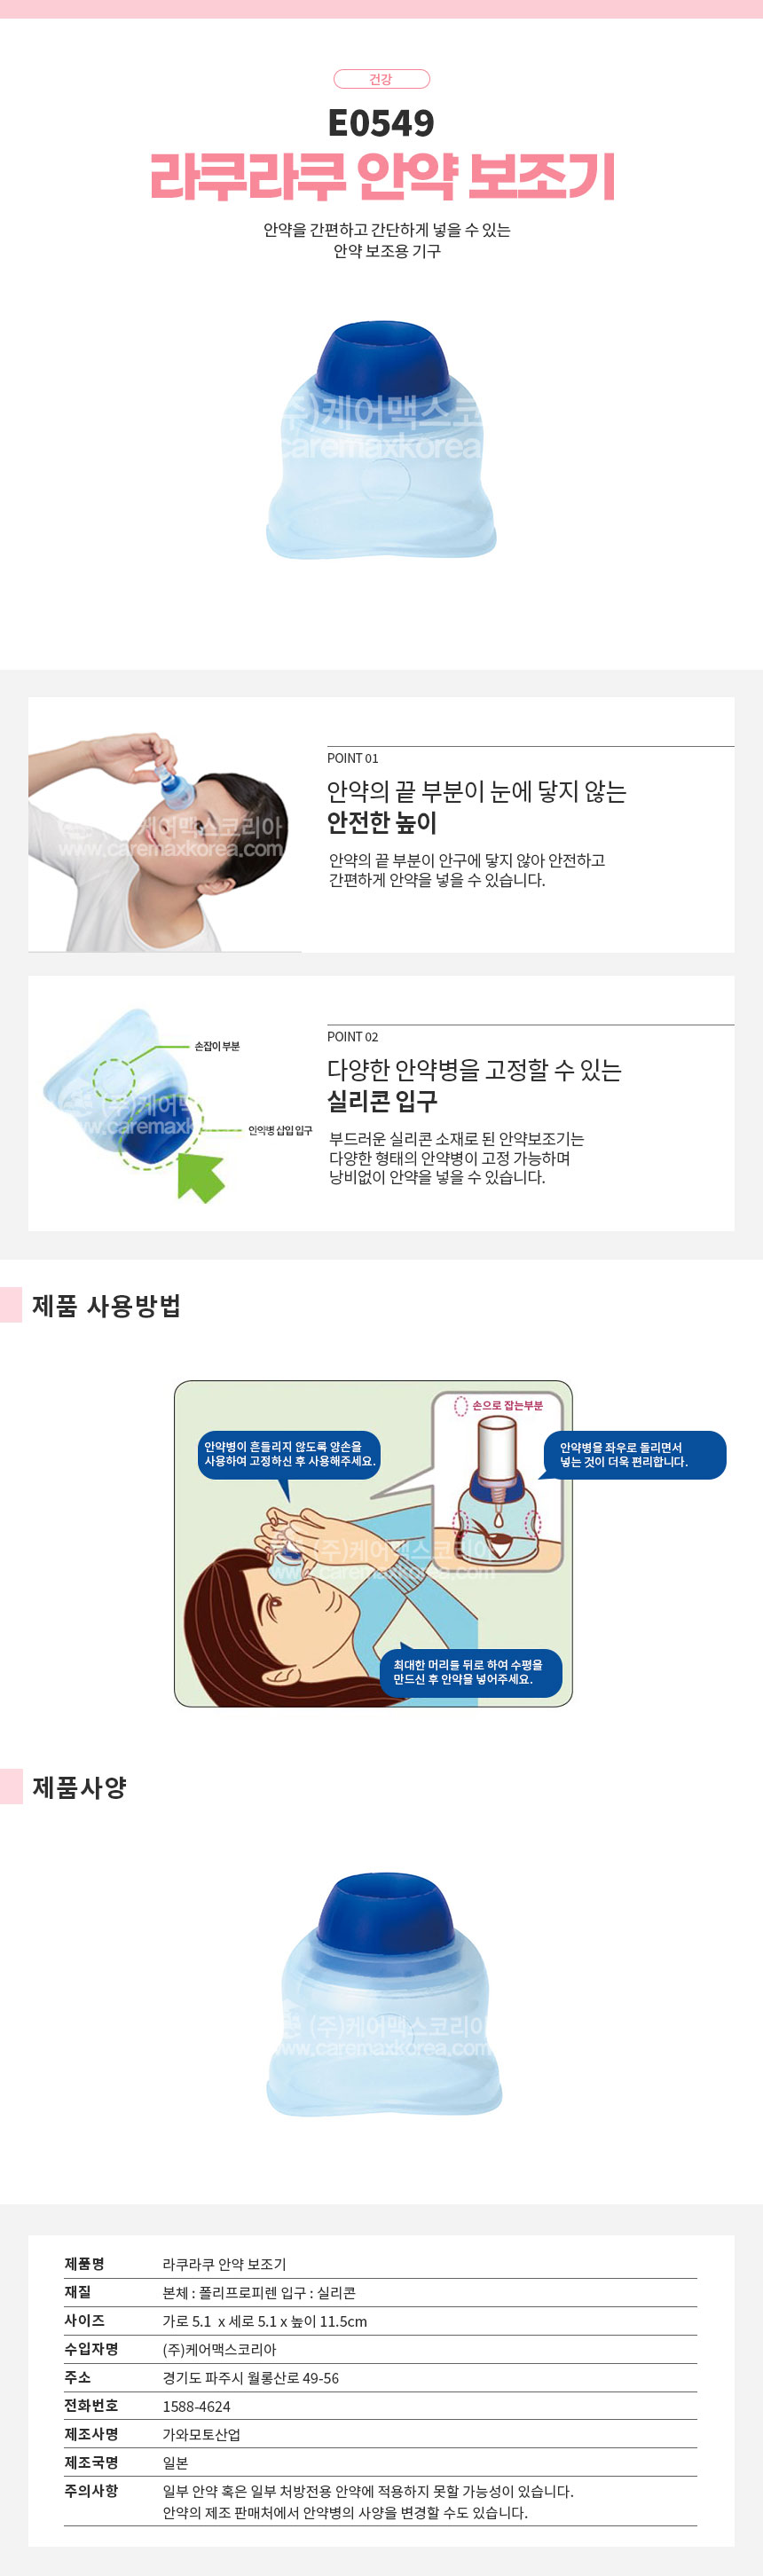 건강
E0549
라쿠라쿠 안약 보조기
안약을 간편하고 간단하게 넣을 수 있는
안약 보조용 기구
(주)케어맥스코리아
caremaxkorea
POINT 01
안약의 끝 부분이 눈에 닿지 않는
안전한 높이
안약의 끝 부분이 안구에 닿지 않아 안전하고
간편하게 안약을 넣을 수 있습니다.
(주)케어맥스코리아
www.caremaxkorea.com
POINT 02
다양한 안약병을 고정할 수 있는
실리콘 입구
부드러운 실리콘 소재로 된 안약보조기는
다양한 형태의 안약병이 고정 가능하며
낭비없이 안약을 넣을 수 있습니다.
손잡이 부분
안약병 삽입 입구
제품 사용방법
손으로 잡는부분
안약병이 흔들리지 않도록 양손을
사용하여 고정하신 후 사용해주세요.
안약병을 좌우로 돌리면서
넣는 것이 더욱 편리합니다.
(주)케어맥스코리아
www.caremaxkorea.com
최대한 머리를 뒤로 하여 수평을
만드신 후 안약을 넣어주세요.
제품사양
(주)케어맥스코리아
www.caremaxkorea.com
제품명 라쿠라쿠 안약 보조기
재질 본체 : 폴리프로피렌 입구 : 실리콘
사이즈 가로 5.1 x 세로 5.1 x 높이 11.5cm
수입자명 (주)케어맥스코리아
주소 경기도 파주시 월롱산로 49-56
전화번호 1588-4624
제조사명 가와모토산업
제조국명 일본
주의사항 일부 안약 혹은 일부 처방전용 안약에 적용하지 못할 가능성이 있습니다.
안약의 제조 판매처에서 안약병의 사양을 변경할 수도 있습니다.